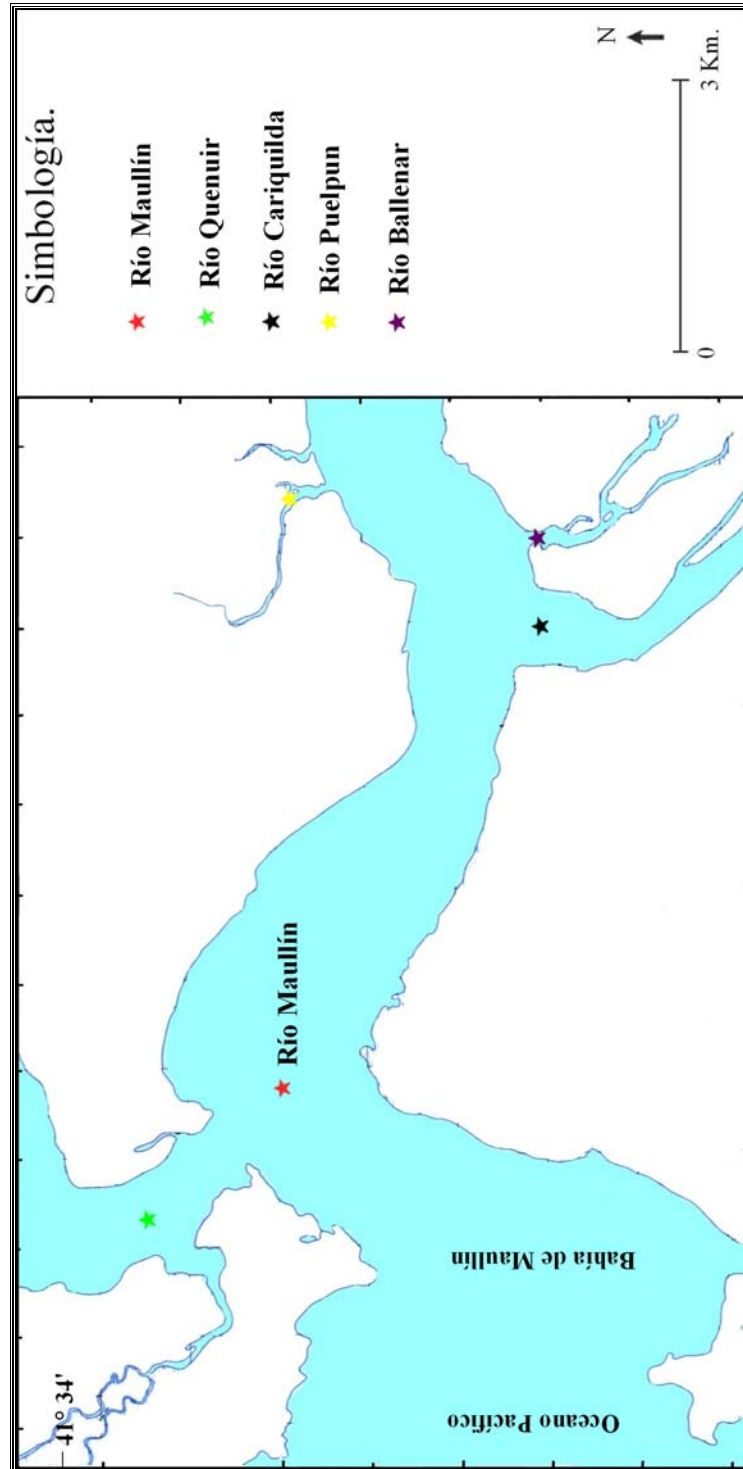 Simbología.
Río Maullín
Río Quenuir
Río Cariquilda
Río Puelpun
Río Ballenar
N
0
3 Km.
41° 34'
Río Maullín
Bahía de Maullín
Oceano Pacífico